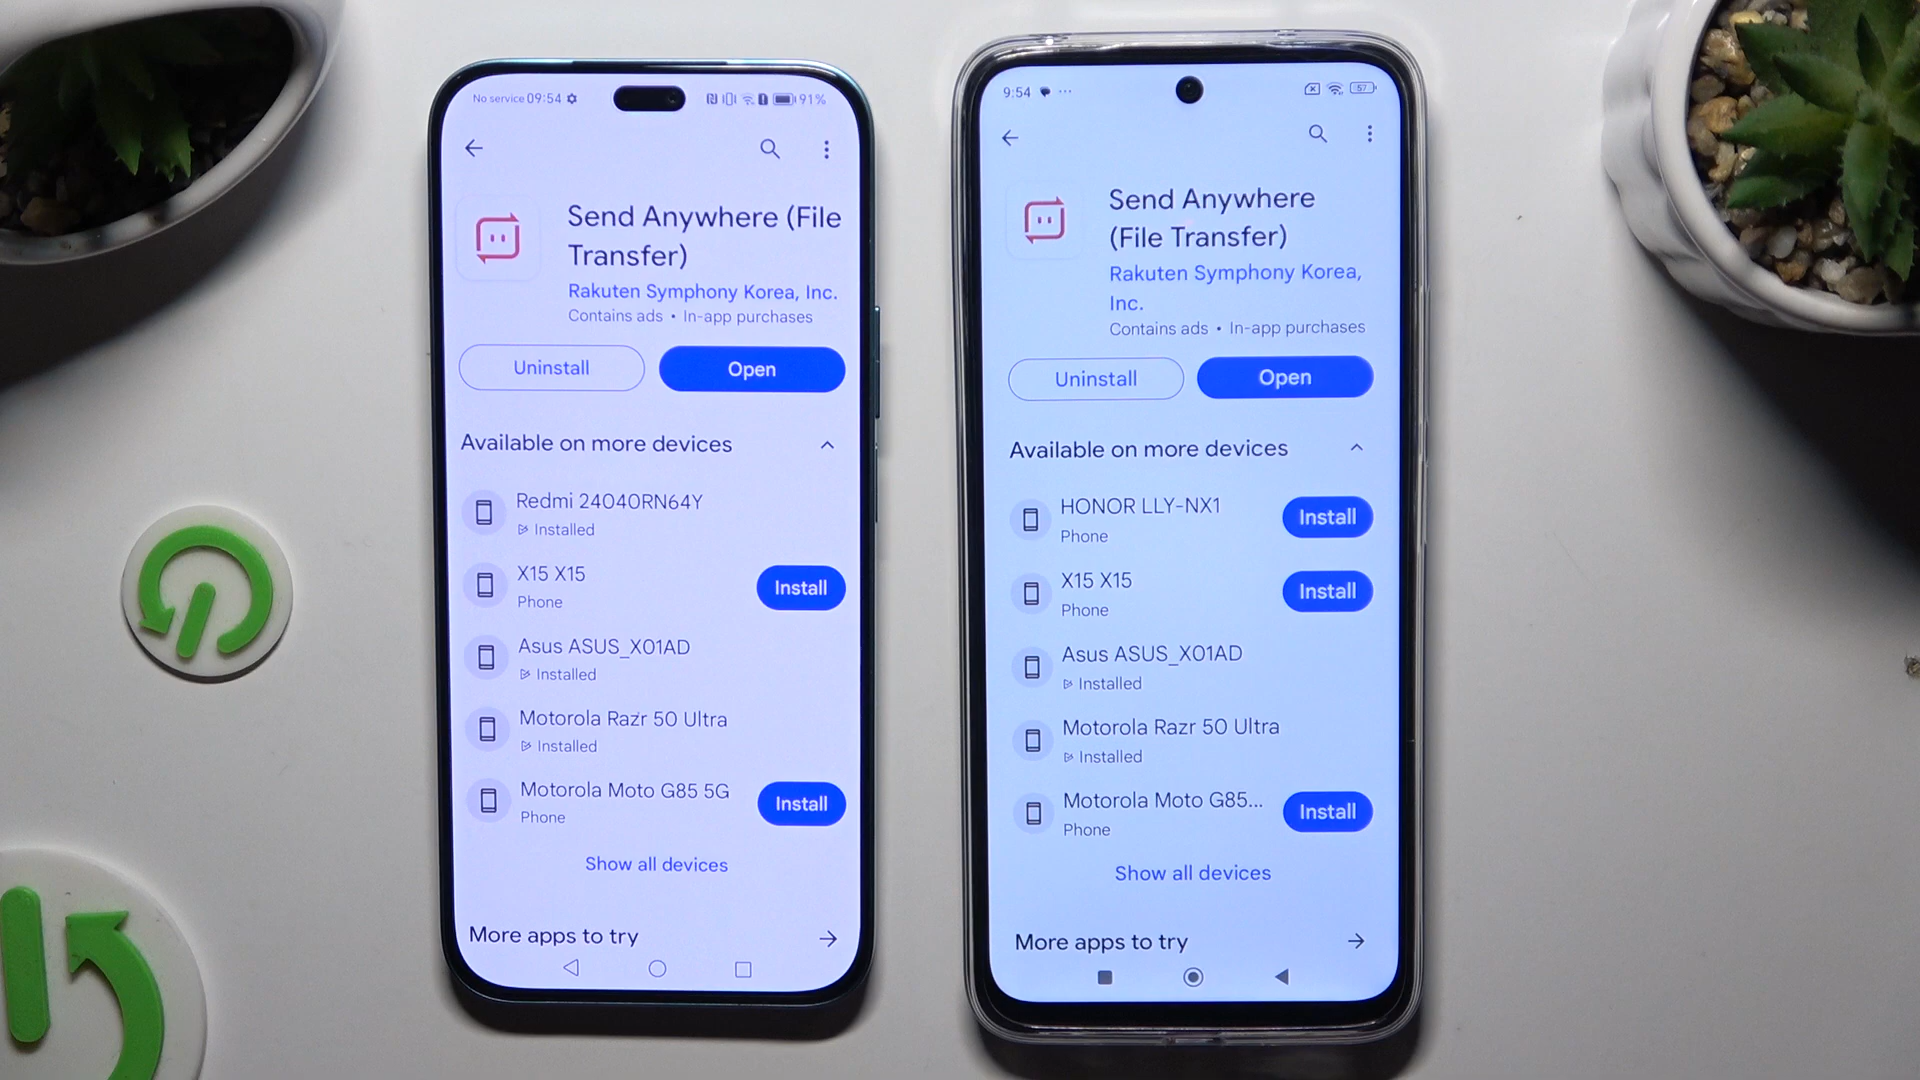 No service 09:54
91%
Send Anywhere (File
Transfer)
Rakuten Symphony Korea, Inc.
Contains ads • In-app purchases
Uninstall
Open
Available on more devices
Redmi 24040RN64Y
Installed
X15 X15
Phone
Install
Asus ASUS_X01AD
Installed
Motorola Razr 50 Ultra
Installed
Motorola Moto G85 5G
Phone
Install
Show all devices
More apps to try
9:54
57
Send Anywhere
(File Transfer)
Rakuten Symphony Korea,
Inc.
Contains ads • In-app purchases
Uninstall
Open
Available on more devices
HONOR LLY-NX1
Phone
Install
X15 X15
Phone
Install
Asus ASUS_X01AD
Installed
Motorola Razr 50 Ultra
Installed
Motorola Moto G85...
Phone
Install
Show all devices
More apps to try